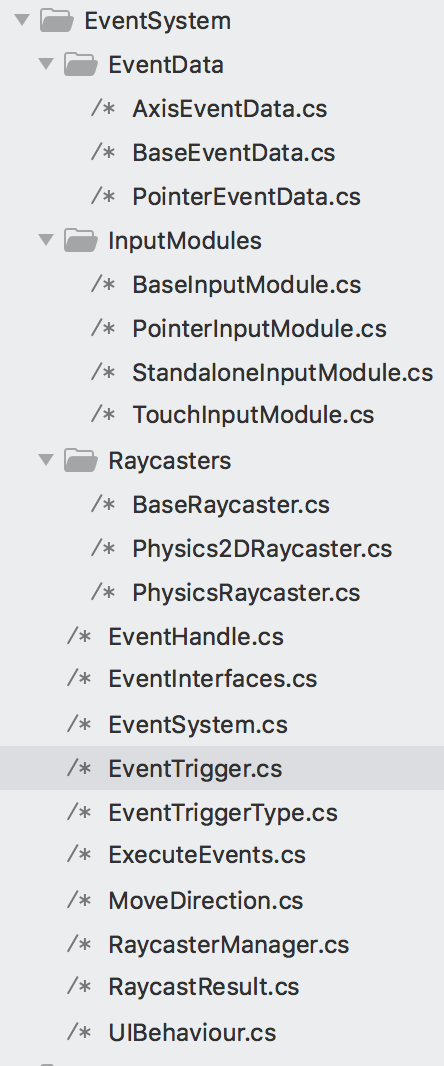 EventSystem
EventData
/* AxisEventData.cs
/* BaseEventData.cs
/* PointerEventData.cs
InputModules
/* BaseInputModule.cs
/* PointerInputModule.cs
/* StandaloneInputModule.cs
/* TouchInputModule.cs
Raycasters
/* BaseRaycaster.cs
/* Physics2DRaycaster.cs
/* PhysicsRaycaster.cs
/* EventHandle.cs
/* EventInterfaces.cs
/* EventSystem.cs
/* EventTrigger.cs
/* EventTriggerType.cs
/* ExecuteEvents.cs
/* MoveDirection.cs
/* RaycasterManager.cs
/* RaycastResult.cs
/* UIBehaviour.cs